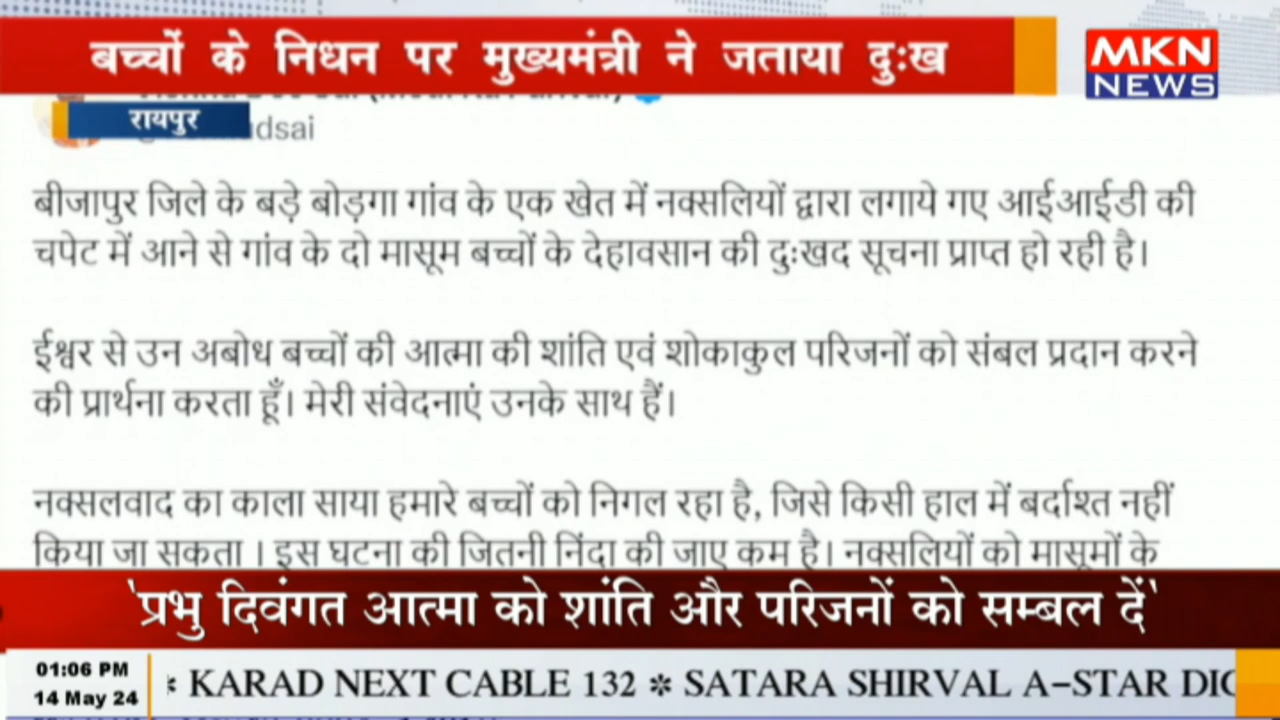 बच्चों के निधन पर मुख्यमंत्री ने जताया दुःख
MKN
NEWS
रायपुर
dsai
बीजापुर जिले के बड़े बोड़गा गांव के एक खेत में नक्सलियों द्वारा लगाये गए आईआईडी की
चपेट में आने से गांव के दो मासूम बच्चों के देहावसान की दुःखद सूचना प्राप्त हो रही है।
ईश्वर से उन अबोध बच्चों की आत्मा की शांति एवं शोकाकुल परिजनों को संबल प्रदान करने
की प्रार्थना करता हूँ। मेरी संवेदनाएं उनके साथ हैं।
नक्सलवाद का काला साया हमारे बच्चों को निगल रहा है, जिसे किसी हाल में बर्दाश्त नहीं
किया जा सकता । इस घटना की जितनी निंदा की जाए कम है। नक्सलियों को मासूमों के
'प्रभु दिवंगत आत्मा को शांति और परिजनों को सम्बल दें'
01:06 PM
14 May 24
KARAD NEXT CABLE 132 * SATARA SHIRVAL A-STAR DIG